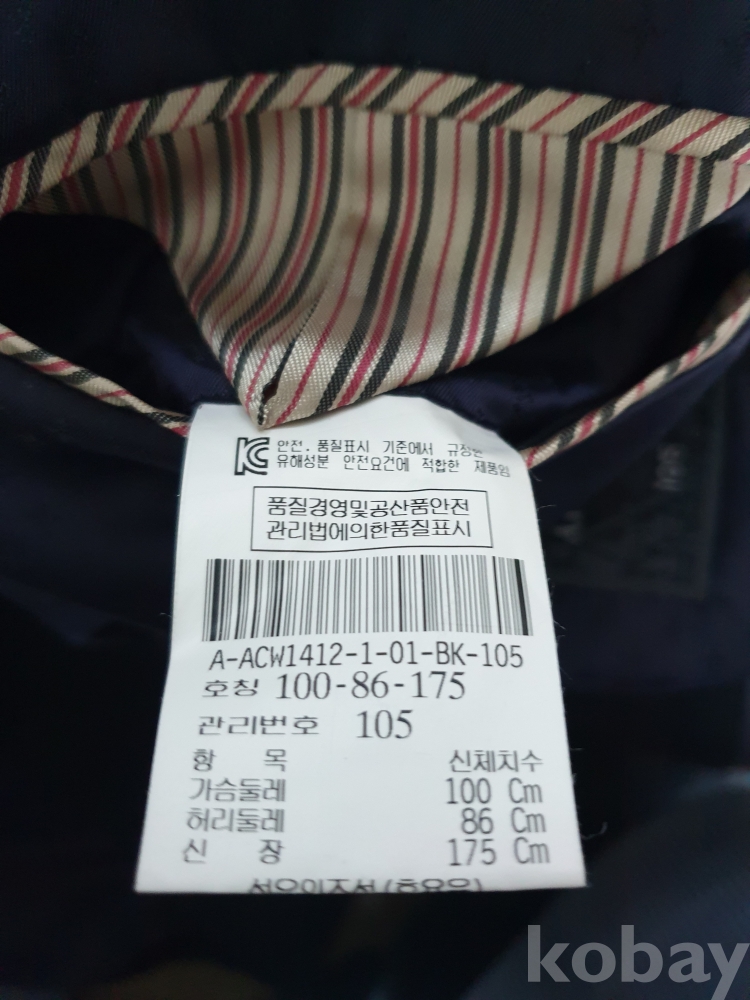 KC 안전. 품질표시 기준에서 규정한
유해성분 안전요건에 적합한 제품임
품질경영및공산품안전
관리법에의한품질표시
A-ACW1412-1-01-BK-105
호칭 100-86-175
관리번호 105
항 목 신체치수
가슴둘레 100 Cm
허리둘레 86 Cm
신 장 175 Cm
kobay